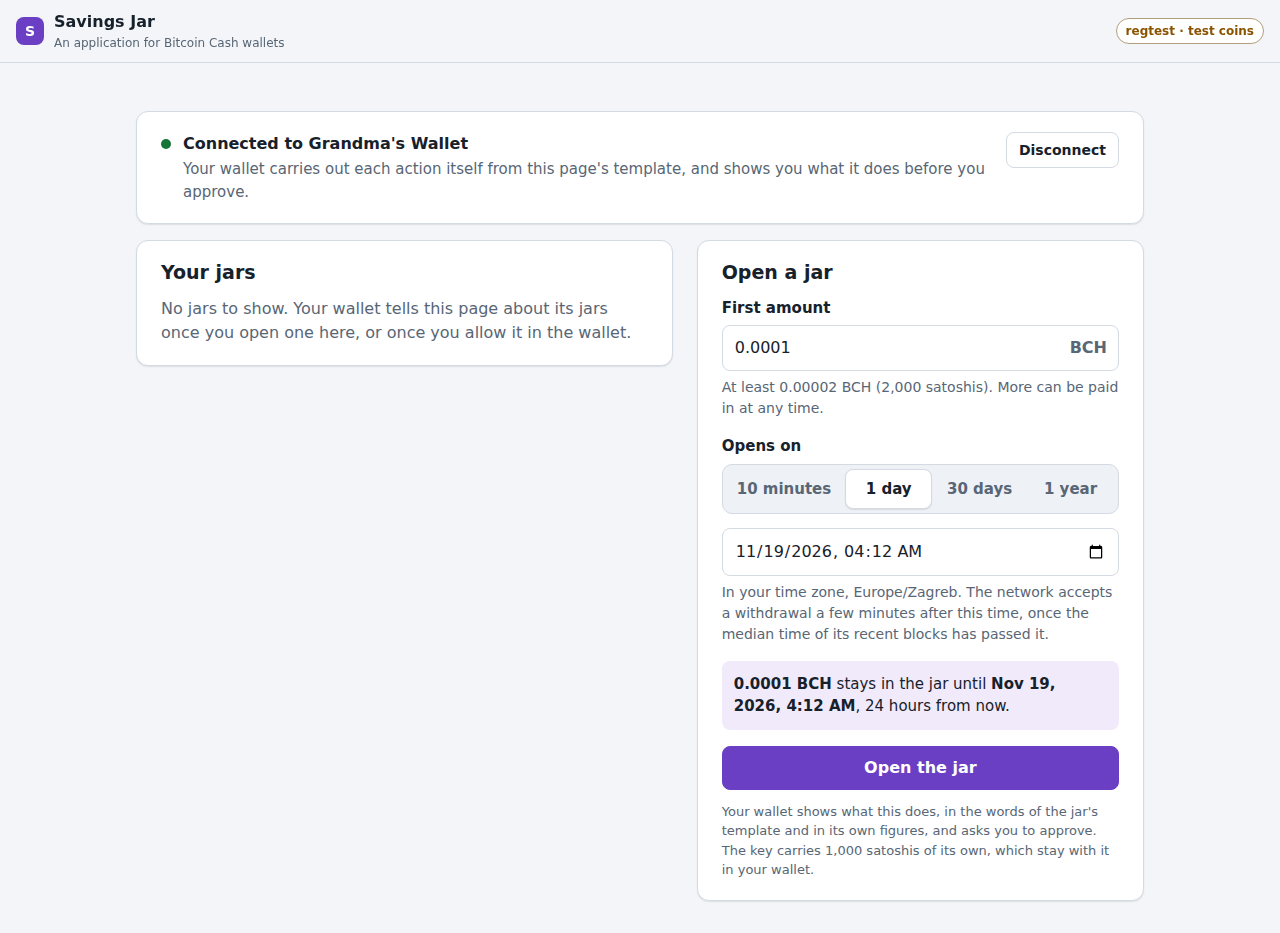 S
Savings Jar
An application for Bitcoin Cash wallets
regtest · test coins
Connected to Grandma's Wallet
Your wallet carries out each action itself from this page's template, and shows you what it does before you
approve.
Disconnect
Your jars
No jars to show. Your wallet tells this page about its jars
once you open one here, or once you allow it in the wallet.
Open a jar
First amount
0.0001 BCH
At least 0.00002 BCH (2,000 satoshis). More can be paid
in at any time.
Opens on
10 minutes 1 day 30 days 1 year
11/19/2026, 04:12 AM
In your time zone, Europe/Zagreb. The network accepts
a withdrawal a few minutes after this time, once the
median time of its recent blocks has passed it.
0.0001 BCH stays in the jar until Nov 19,
2026, 4:12 AM, 24 hours from now.
Open the jar
Your wallet shows what this does, in the words of the jar's
template and in its own figures, and asks you to approve.
The key carries 1,000 satoshis of its own, which stay with it
in your wallet.